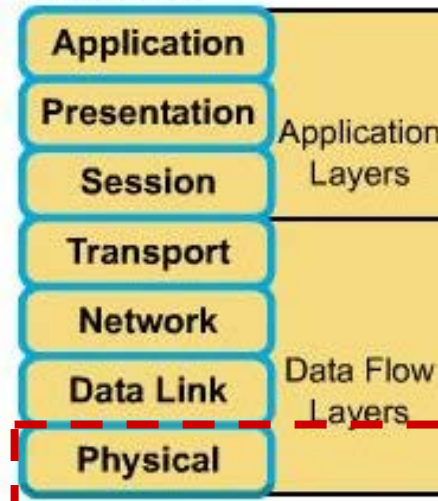 Application
Presentation
Session
Application
Layers
Transport
Network
Data Link
Physical
Data Flow
Layers